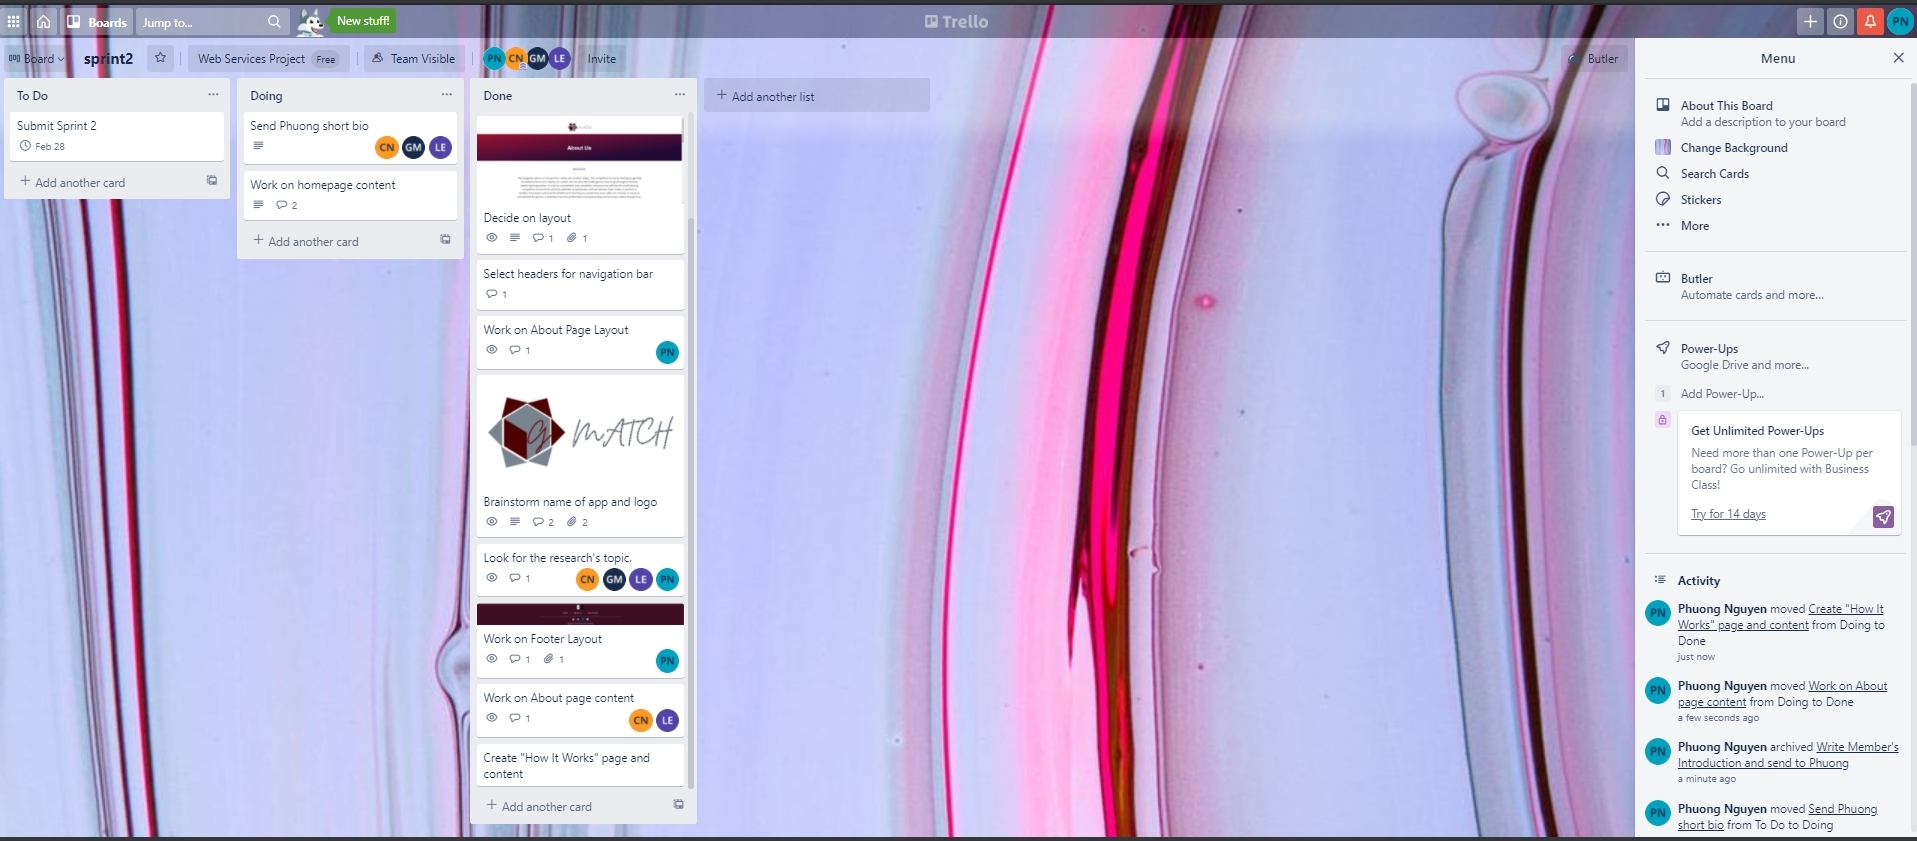 Boards
Jump to...
New stuff!
Trello
PN
Board
sprint2
Web Services Project Free
Team Visible
PN CN GM LE
Invite
Butler
To Do
Submit Sprint 2
Feb 28
+ Add another card
Doing
Send Phuong short bio
CN GM LE
Work on homepage content
2
+ Add another card
Done
About Us
Decide on layout
1 1
Select headers for navigation bar
1
Work on About Page Layout
1 PN
g MATCH
Brainstorm name of app and logo
2 2
Look for the research's topic.
1 CN GM LE PN
Work on Footer Layout
1 1 PN
Work on About page content
1 CN LE
Create "How It Works" page and
content
+ Add another card
+ Add another list
Menu
About This Board
Add a description to your board
Change Background
Search Cards
Stickers
More
Butler
Automate cards and more...
Power-Ups
Google Drive and more...
1 Add Power-Up...
Get Unlimited Power-Ups
Need more than one Power-Up per
board? Go unlimited with Business
Class!
Try for 14 days
Activity
PN Phuong Nguyen moved Create "How It
Works" page and content from Doing to
Done
just now
PN Phuong Nguyen moved Work on About
page content from Doing to Done
a few seconds ago
PN Phuong Nguyen archived Write Member's
Introduction and send to Phuong
a minute ago
PN Phuong Nguyen moved Send Phuong
short bio from To Do to Doing